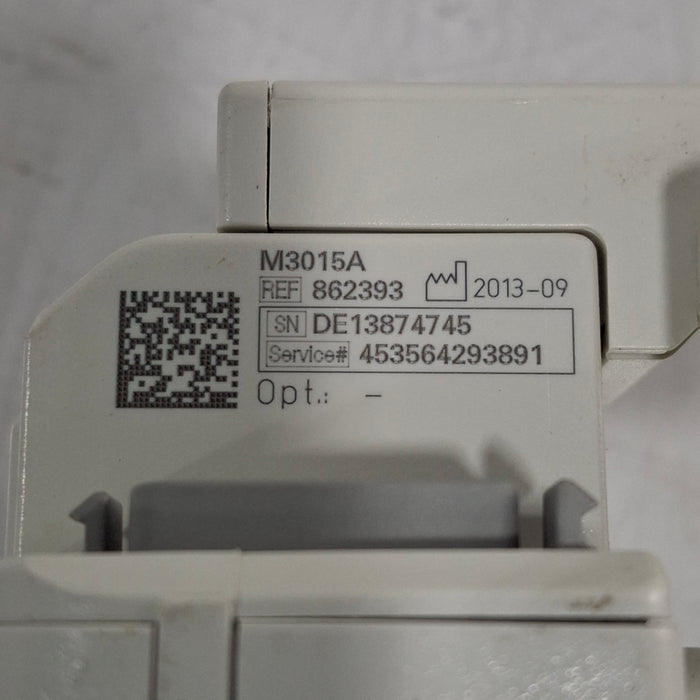 M3015A
REF 862393 2013-09
SN DE13874745
Service# 453564293891
Opt.: -